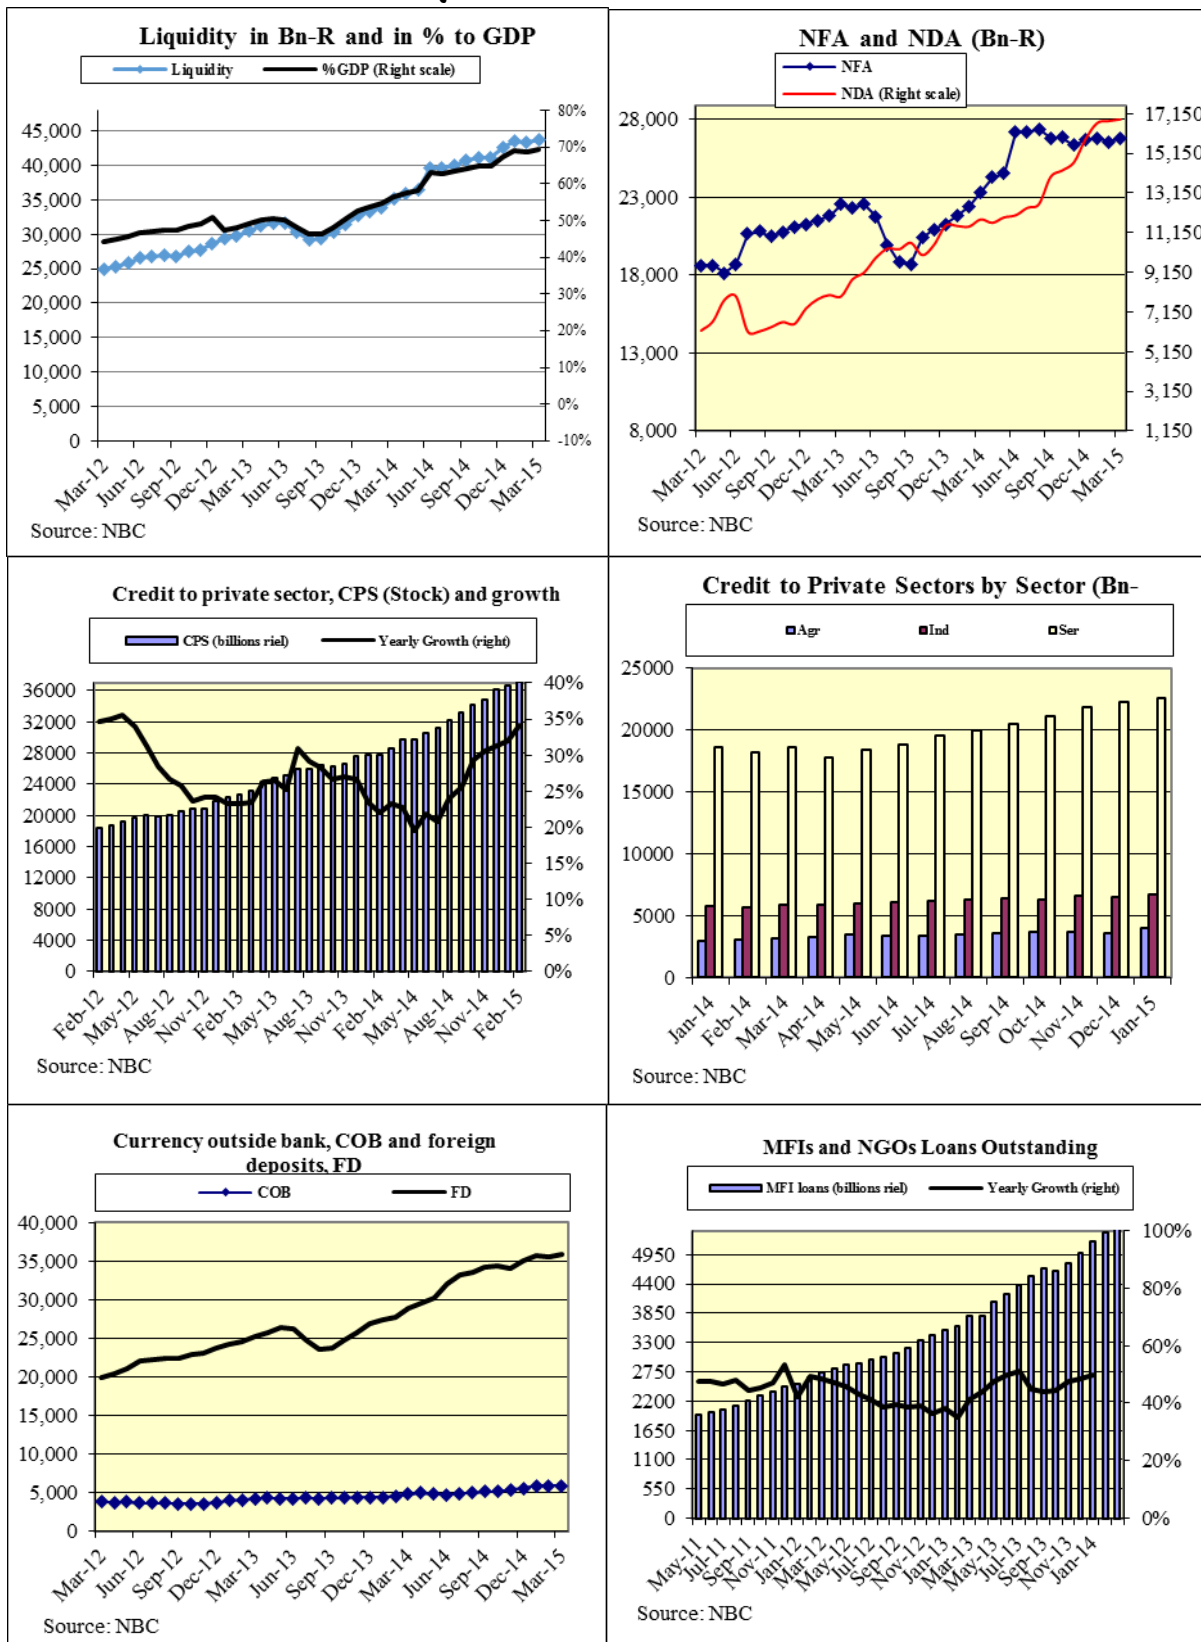 Liquidity in Bn-R and in % to GDP
Liquidity
%GDP (Right scale)
45,000
40,000
35,000
30,000
25,000
20,000
15,000
10,000
5,000
0
80%
70%
60%
50%
40%
30%
20%
10%
0%
-10%
Mar-12
Jun-12
Sep-12
Dec-12
Mar-13
Jun-13
Sep-13
Dec-13
Mar-14
Jun-14
Sep-14
Dec-14
Mar-15
Source: NBC
NFA and NDA (Bn-R)
NFA
NDA (Right scale)
28,000
23,000
18,000
13,000
8,000
17,150
15,150
13,150
11,150
9,150
7,150
5,150
3,150
1,150
Mar-12
Jun-12
Sep-12
Dec-12
Mar-13
Jun-13
Sep-13
Dec-13
Mar-14
Jun-14
Sep-14
Dec-14
Mar-15
Source: NBC
Credit to private sector, CPS (Stock) and growth
CPS (billions riel)
Yearly Growth (right)
36000
32000
28000
24000
20000
16000
12000
8000
4000
0
40%
35%
30%
25%
20%
15%
10%
5%
0%
Feb-12
May-12
Aug-12
Nov-12
Feb-13
May-13
Aug-13
Nov-13
Feb-14
May-14
Aug-14
Nov-14
Feb-15
Source: NBC
Credit to Private Sectors by Sector (Bn-
Agr
Ind
Ser
25000
20000
15000
10000
5000
0
Jan-14
Feb-14
Mar-14
Apr-14
May-14
Jun-14
Jul-14
Aug-14
Sep-14
Oct-14
Nov-14
Dec-14
Jan-15
Source: NBC
Currency outside bank, COB and foreign
deposits, FD
COB
FD
40,000
35,000
30,000
25,000
20,000
15,000
10,000
5,000
0
Mar-12
Jun-12
Sep-12
Dec-12
Mar-13
Jun-13
Sep-13
Dec-13
Mar-14
Jun-14
Sep-14
Dec-14
Mar-15
Source: NBC
MFIs and NGOs Loans Outstanding
MFI loans (billions riel)
Yearly Growth (right)
4950
4400
3850
3300
2750
2200
1650
1100
550
0
100%
80%
60%
40%
20%
0%
May-11
Jul-11
Sep-11
Nov-11
Jan-12
Mar-12
May-12
Jul-12
Sep-12
Nov-12
Jan-13
Mar-13
May-13
Jul-13
Sep-13
Nov-13
Jan-14
Source: NBC